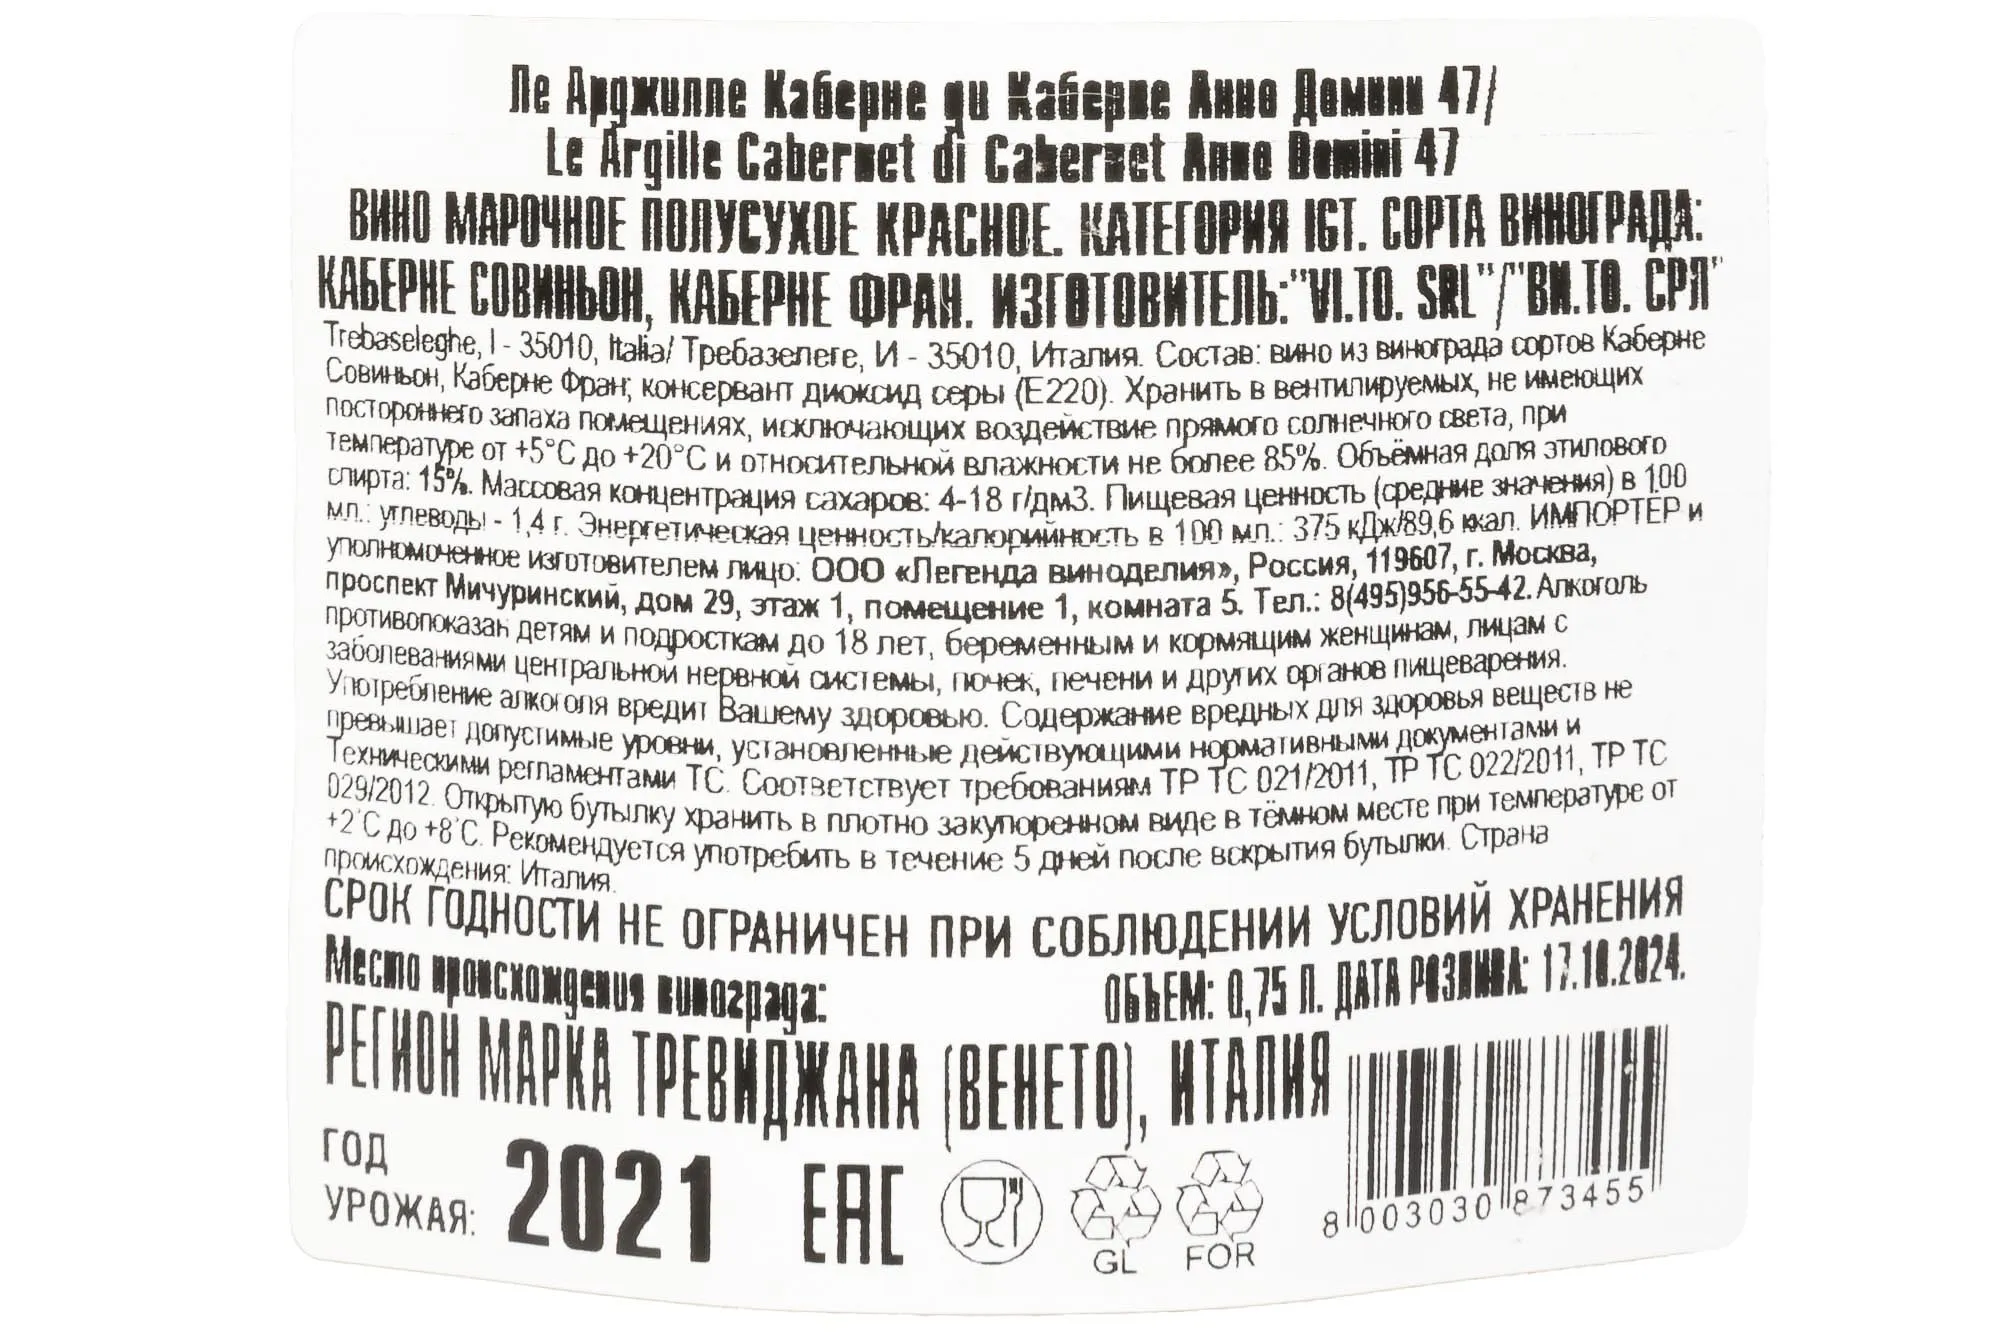 Ле Арджилле Каберне ди Каберне Анно Домини 47/
Le Argille Cabernet di Cabernet Anno Domini 47
ВИНО МАРОЧНОЕ ПОЛУСУХОЕ КРАСНОЕ. КАТЕГОРИЯ IGT. СОРТА ВИНОГРАДА:
КАБЕРНЕ СОВИНЬОН, КАБЕРНЕ ФРАН. ИЗГОТОВИТЕЛЬ:"VI.TO. SRL"/"ВИ.ТО. СРЛ"
Trebaseleghe, I - 35010, Italia/ Требазелеге, И - 35010, Италия. Состав: вино из винограда сортов Каберне
Совиньон, Каберне Фран; консервант диоксид серы (Е220). Хранить в вентилируемых, не имеющих
постороннего запаха помещениях, исключающих воздействие прямого солнечного света, при
температуре от +5°С до +20°С и относительной влажности не более 85%. Объёмная доля этилового
спирта: 15%. Массовая концентрация сахаров: 4-18 г/дм3. Пищевая ценность (средние значения) в 100
мл.: углеводы - 1,4 г. Энергетическая ценность/калорийность в 100 мл.: 375 кДж/89,6 ккал. ИМПОРТЕР и
уполномоченное изготовителем лицо: ООО «Легенда виноделия», Россия, 119607, г. Москва,
проспект Мичуринский, дом 29, этаж 1, помещение 1, комната 5. Тел.: 8(495)956-55-42. Алкоголь
противопоказан детям и подросткам до 18 лет, беременным и кормящим женщинам, лицам с
заболеваниями центральной нервной системы, почек, печени и других органов пищеварения.
Употребление алкоголя вредит Вашему здоровью. Содержание вредных для здоровья веществ не
превышает допустимые уровни, установленные действующими нормативными документами и
Техническими регламентами ТС. Соответствует требованиям ТР ТС 021/2011, ТР ТС 022/2011, ТР ТС
029/2012. Открытую бутылку хранить в плотно закупоренном виде в тёмном месте при температуре от
+2°С до +8°С. Рекомендуется употребить в течение 5 дней после вскрытия бутылки. Страна
происхождения: Италия.
СРОК ГОДНОСТИ НЕ ОГРАНИЧЕН ПРИ СОБЛЮДЕНИИ УСЛОВИЙ ХРАНЕНИЯ
Место происхождения винограда:
ОБЪЕМ: 0,75 Л. ДАТА РОЗЛИВА: 17.10.2024.
РЕГИОН МАРКА ТРЕВИДЖАНА (ВЕНЕТО), ИТАЛИЯ
ГОД
УРОЖАЯ: 2021
EAC
GL
FOR
8 003030 873455